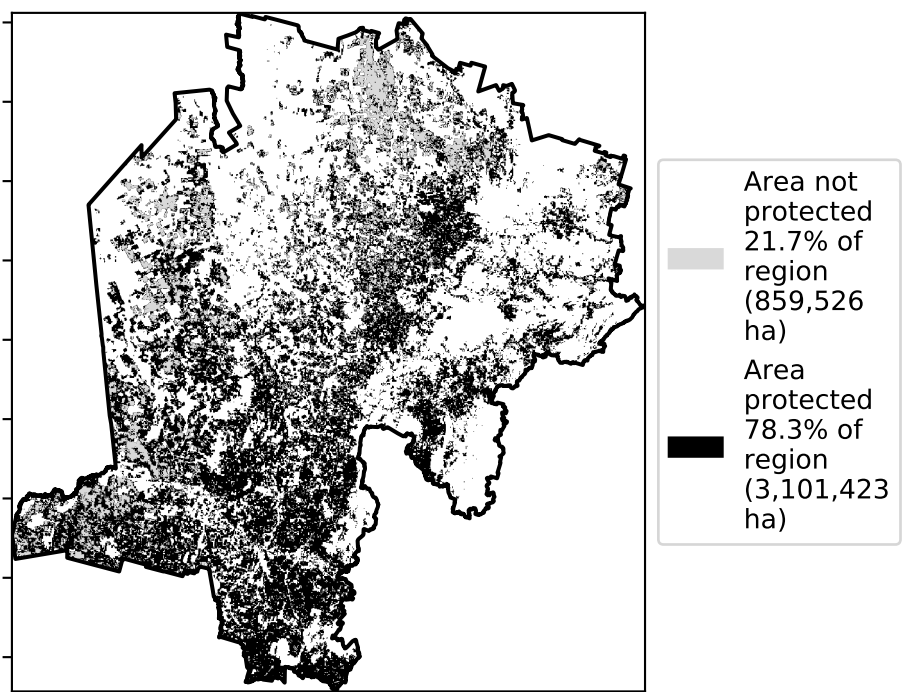 Area not
protected
21.7% of
region
(859,526
ha)
Area
protected
78.3% of
region
(3,101,423
ha)